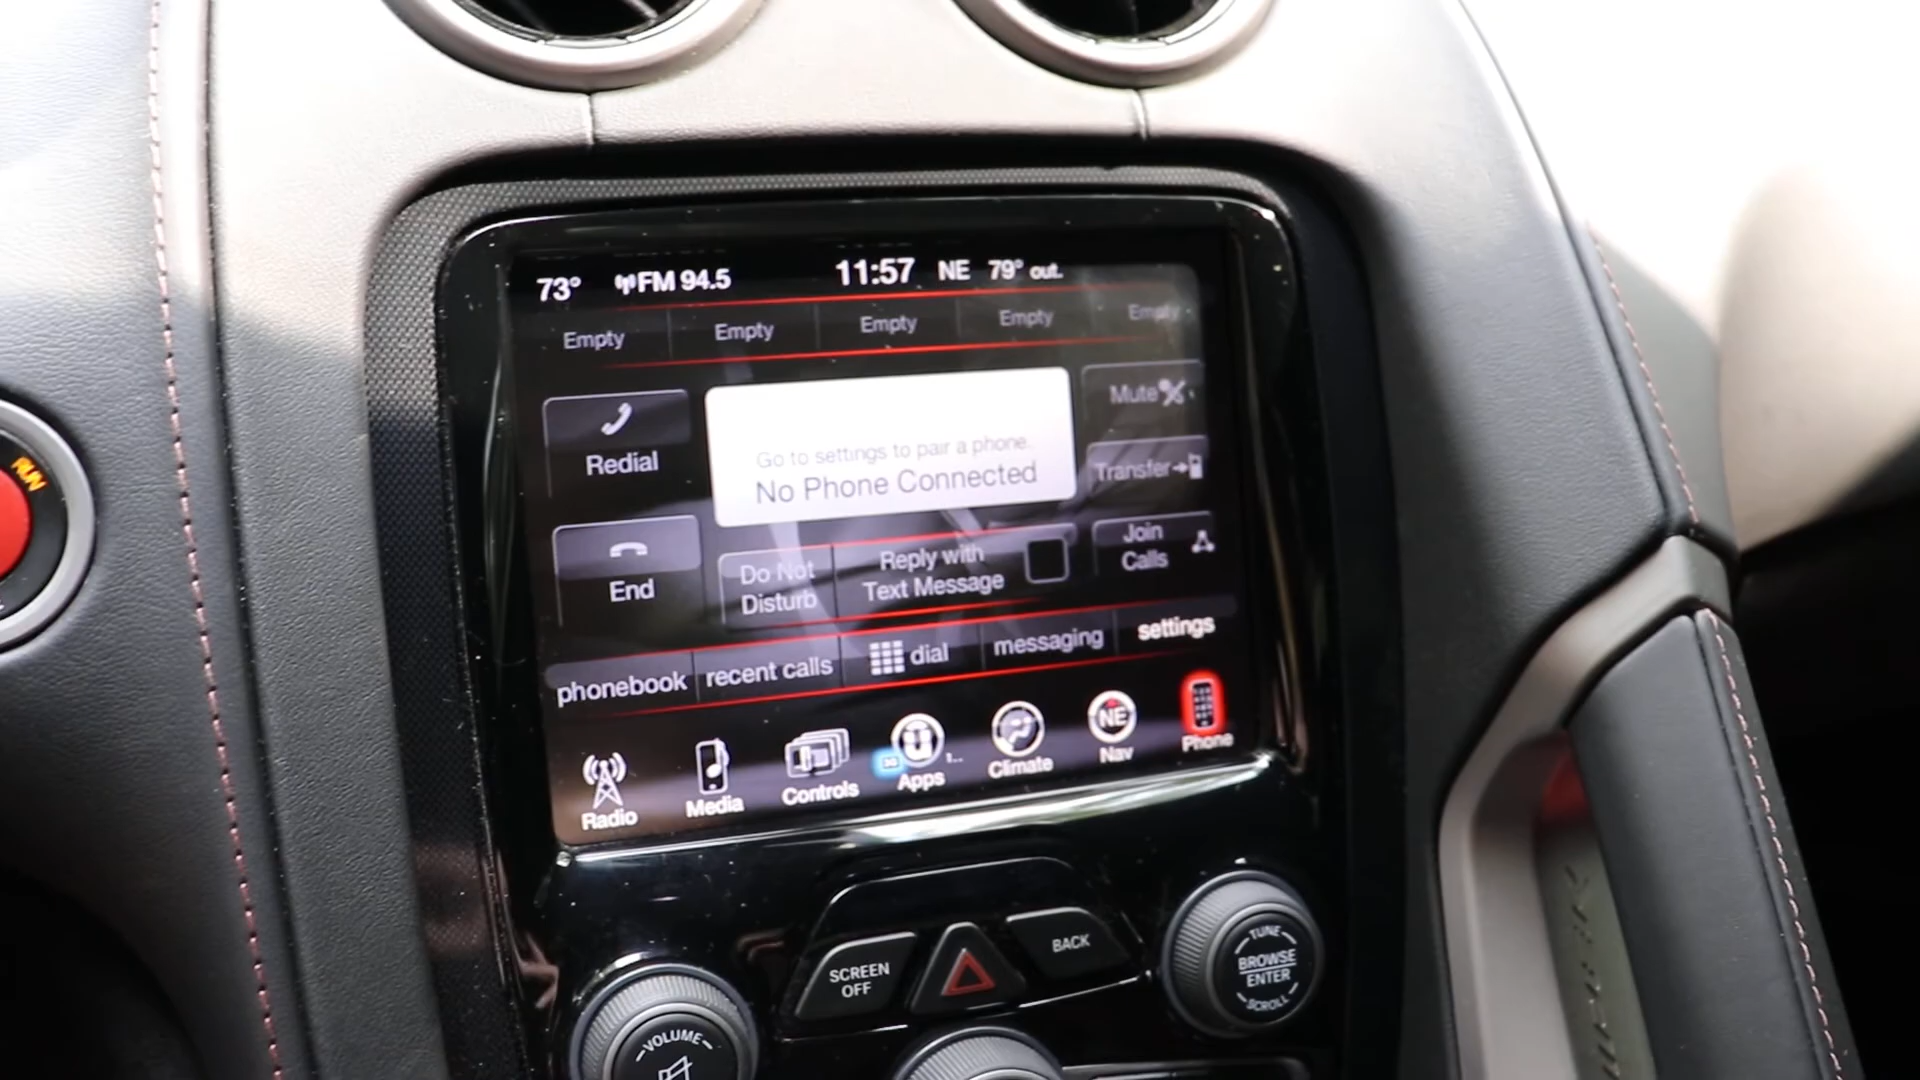 73° FM 94.5 11:57 NE 79° out.
Empty Empty Empty Empty Empty
Redial
Go to settings to pair a phone.
No Phone Connected
Mute
Transfer
End
Do Not
Disturb
Reply with
Text Message
Join
Calls
phonebook recent calls dial messaging settings
Radio Media Controls Apps 1.. Climate NE Nav Phone
RUN
SCREEN
OFF
BACK
VOLUME
TUNE
BROWSE
ENTER
SCROLL